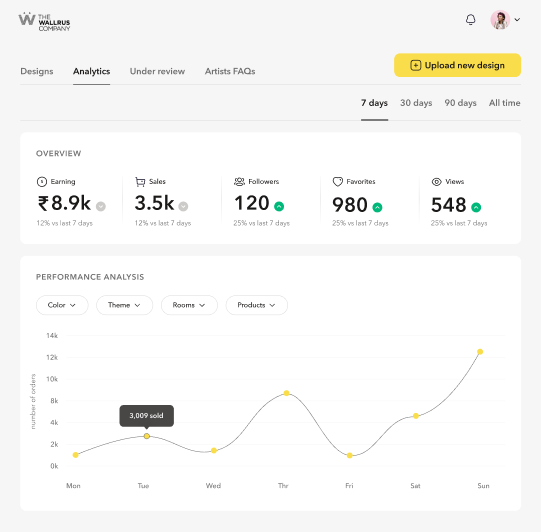 THE
WALLRUS
COMPANY
Designs Analytics Under review Artists FAQs Upload new design
7 days 30 days 90 days All time
OVERVIEW
Earning Sales Followers Favorites Views
₹8.9k 3.5k 120 980 548
12% vs last 7 days 12% vs last 7 days 25% vs last 7 days 25% vs last 7 days 25% vs last 7 days
PERFORMANCE ANALYSIS
Color Theme Rooms Products
number of orders
14k
12k
10k
8k
4k
2k
0k
3,009 sold
Mon Tue Wed Thr Fri Sat Sun